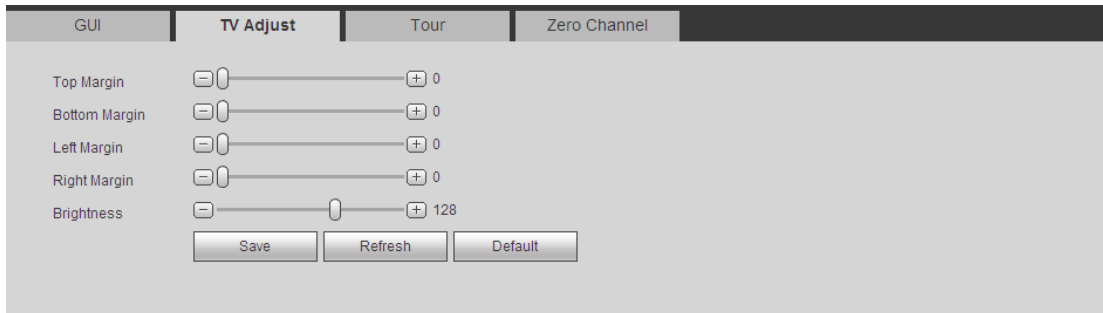 GUI TV Adjust Tour Zero Channel
Top Margin 0
Bottom Margin 0
Left Margin 0
Right Margin 0
Brightness 128
Save Refresh Default